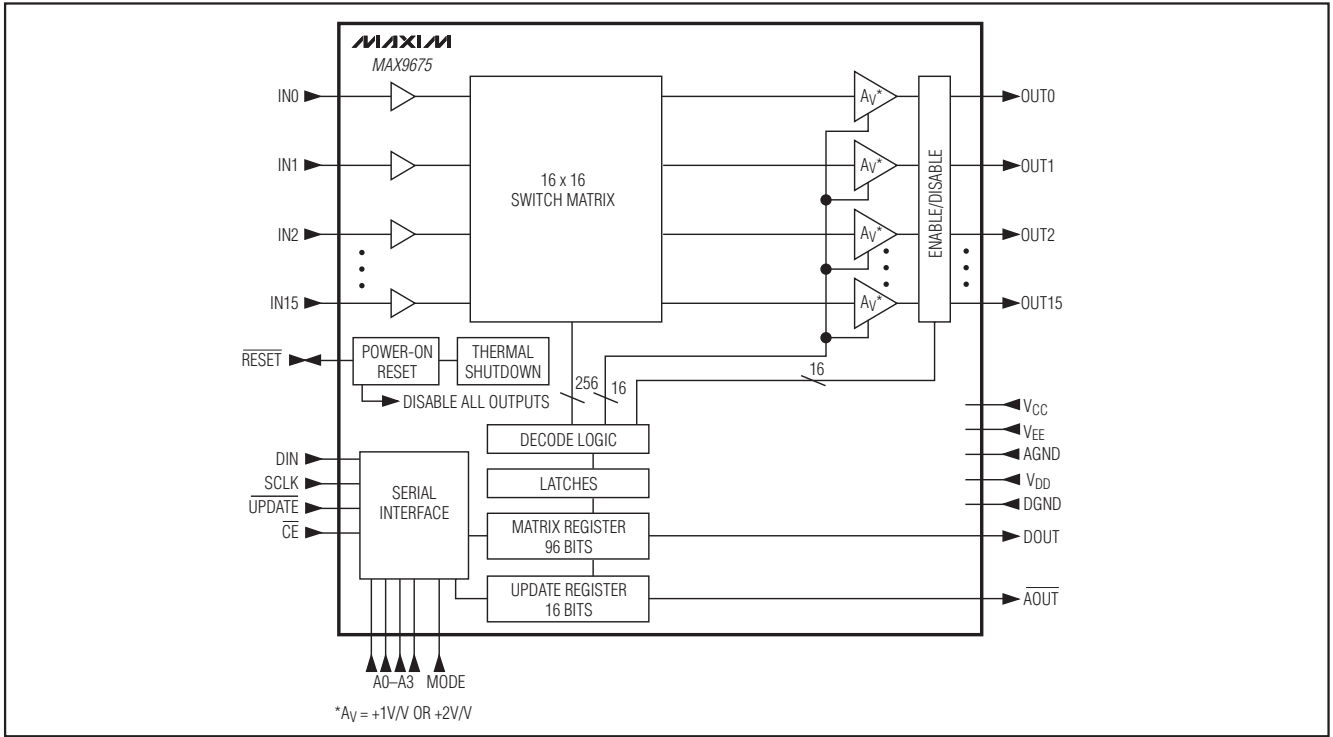 MAXIM
MAX9675
IN0
IN1
IN2
IN15
16 x 16
SWITCH MATRIX
AV*
AV*
AV*
AV*
ENABLE/DISABLE
OUT0
OUT1
OUT2
OUT15
RESET
POWER-ON
RESET
THERMAL
SHUTDOWN
DISABLE ALL OUTPUTS
256
16
16
DECODE LOGIC
LATCHES
MATRIX REGISTER
96 BITS
UPDATE REGISTER
16 BITS
DIN
SCLK
UPDATE
CE
SERIAL
INTERFACE
VCC
VEE
AGND
VDD
DGND
DOUT
AOUT
A0–A3
MODE
*AV = +1V/V OR +2V/V